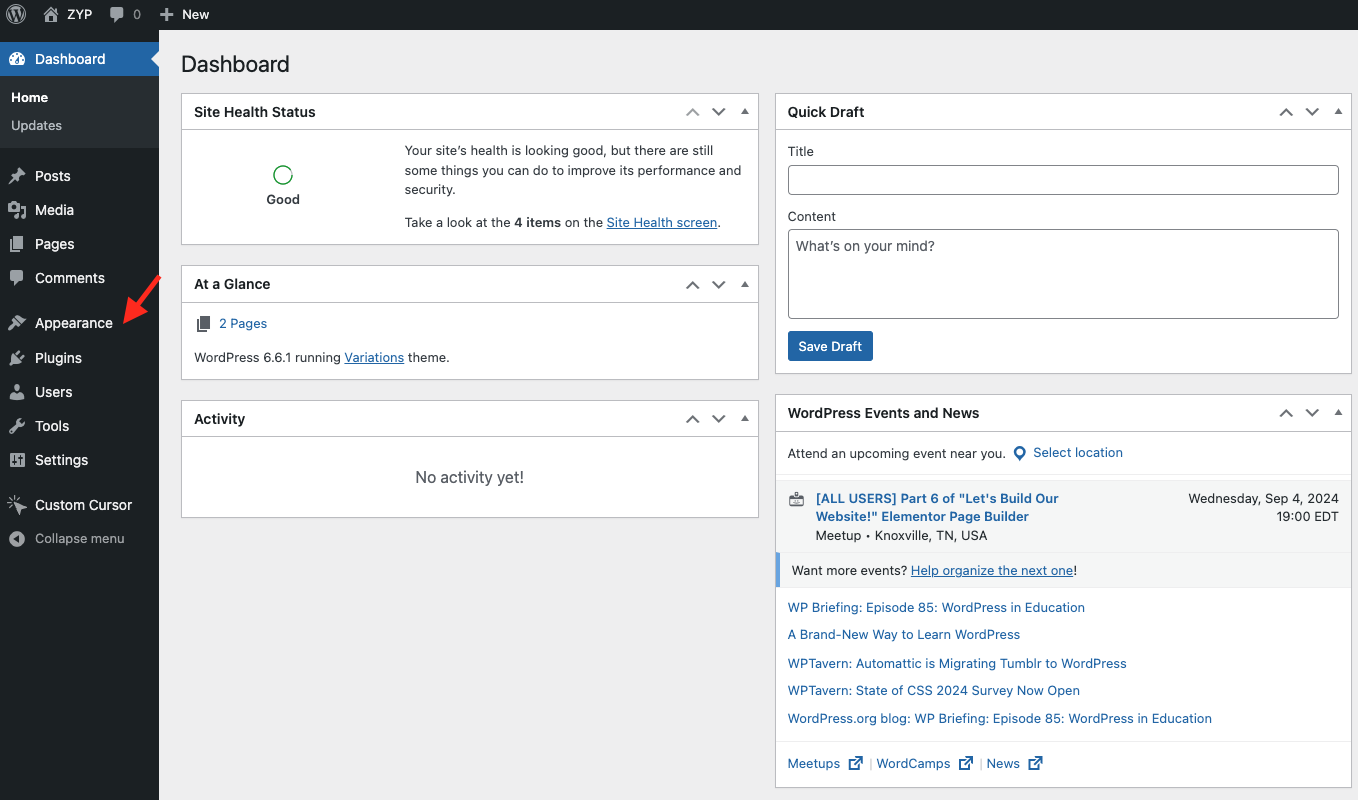 ZYP 0 New
Dashboard
Home
Updates
Posts
Media
Pages
Comments
Appearance
Plugins
Users
Tools
Settings
Custom Cursor
Collapse menu
Dashboard
Site Health Status
Good
Your site’s health is looking good, but there are still
some things you can do to improve its performance and
security.
Take a look at the 4 items on the Site Health screen.
At a Glance
2 Pages
WordPress 6.6.1 running Variations theme.
Activity
No activity yet!
Quick Draft
Title
Content
What’s on your mind?
Save Draft
WordPress Events and News
Attend an upcoming event near you. Select location
[ALL USERS] Part 6 of "Let's Build Our
Website!" Elementor Page Builder
Meetup • Knoxville, TN, USA
Wednesday, Sep 4, 2024
19:00 EDT
Want more events? Help organize the next one!
WP Briefing: Episode 85: WordPress in Education
A Brand-New Way to Learn WordPress
WPTavern: Automattic is Migrating Tumblr to WordPress
WPTavern: State of CSS 2024 Survey Now Open
WordPress.org blog: WP Briefing: Episode 85: WordPress in Education
Meetups | WordCamps | News